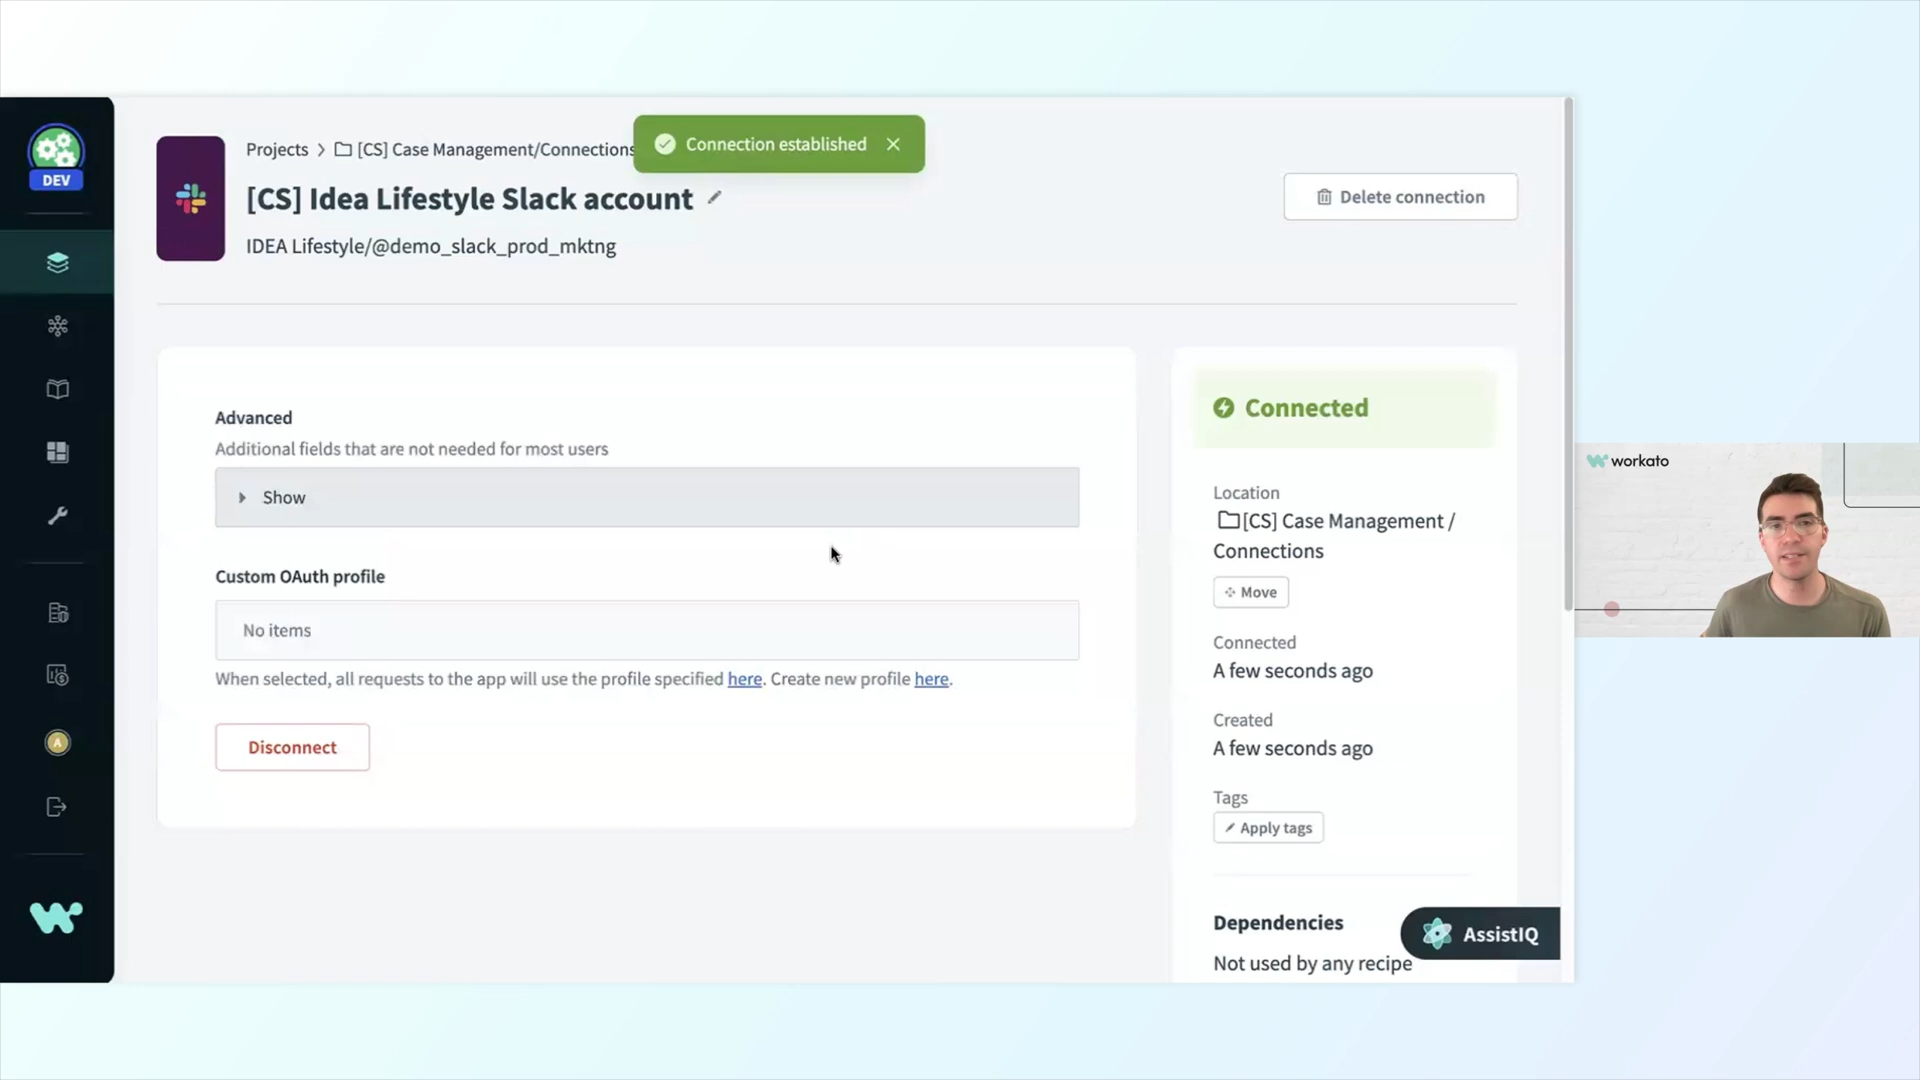 DEV
Projects > [CS] Case Management/Connections
Connection established
[CS] Idea Lifestyle Slack account
IDEA Lifestyle/@demo_slack_prod_mktng
Delete connection
Advanced
Additional fields that are not needed for most users
Show
Custom OAuth profile
No items
When selected, all requests to the app will use the profile specified here. Create new profile here.
Disconnect
Connected
Location
[CS] Case Management /
Connections
Move
Connected
A few seconds ago
Created
A few seconds ago
Tags
Apply tags
Dependencies
Not used by any recipe
AssistIQ
A
workato